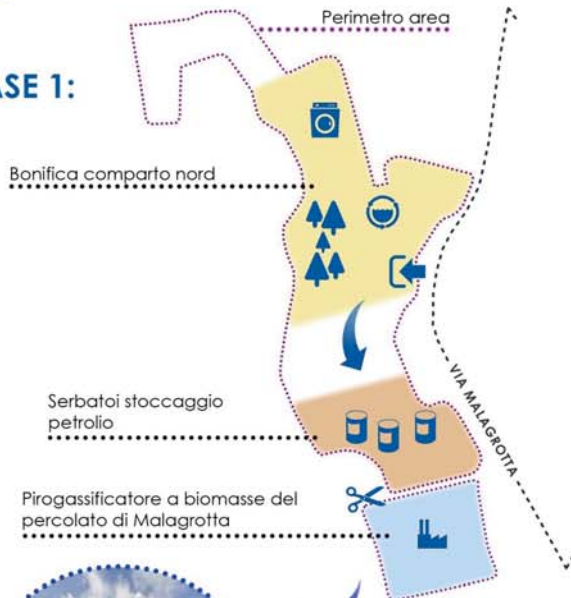 Perimetro area
ASE 1:
Bonifica comparto nord
Serbatoi stoccaggio
petrolio
VIA MALAGROTTA
Pirogassificatore a biomasse del
percolato di Malagrotta